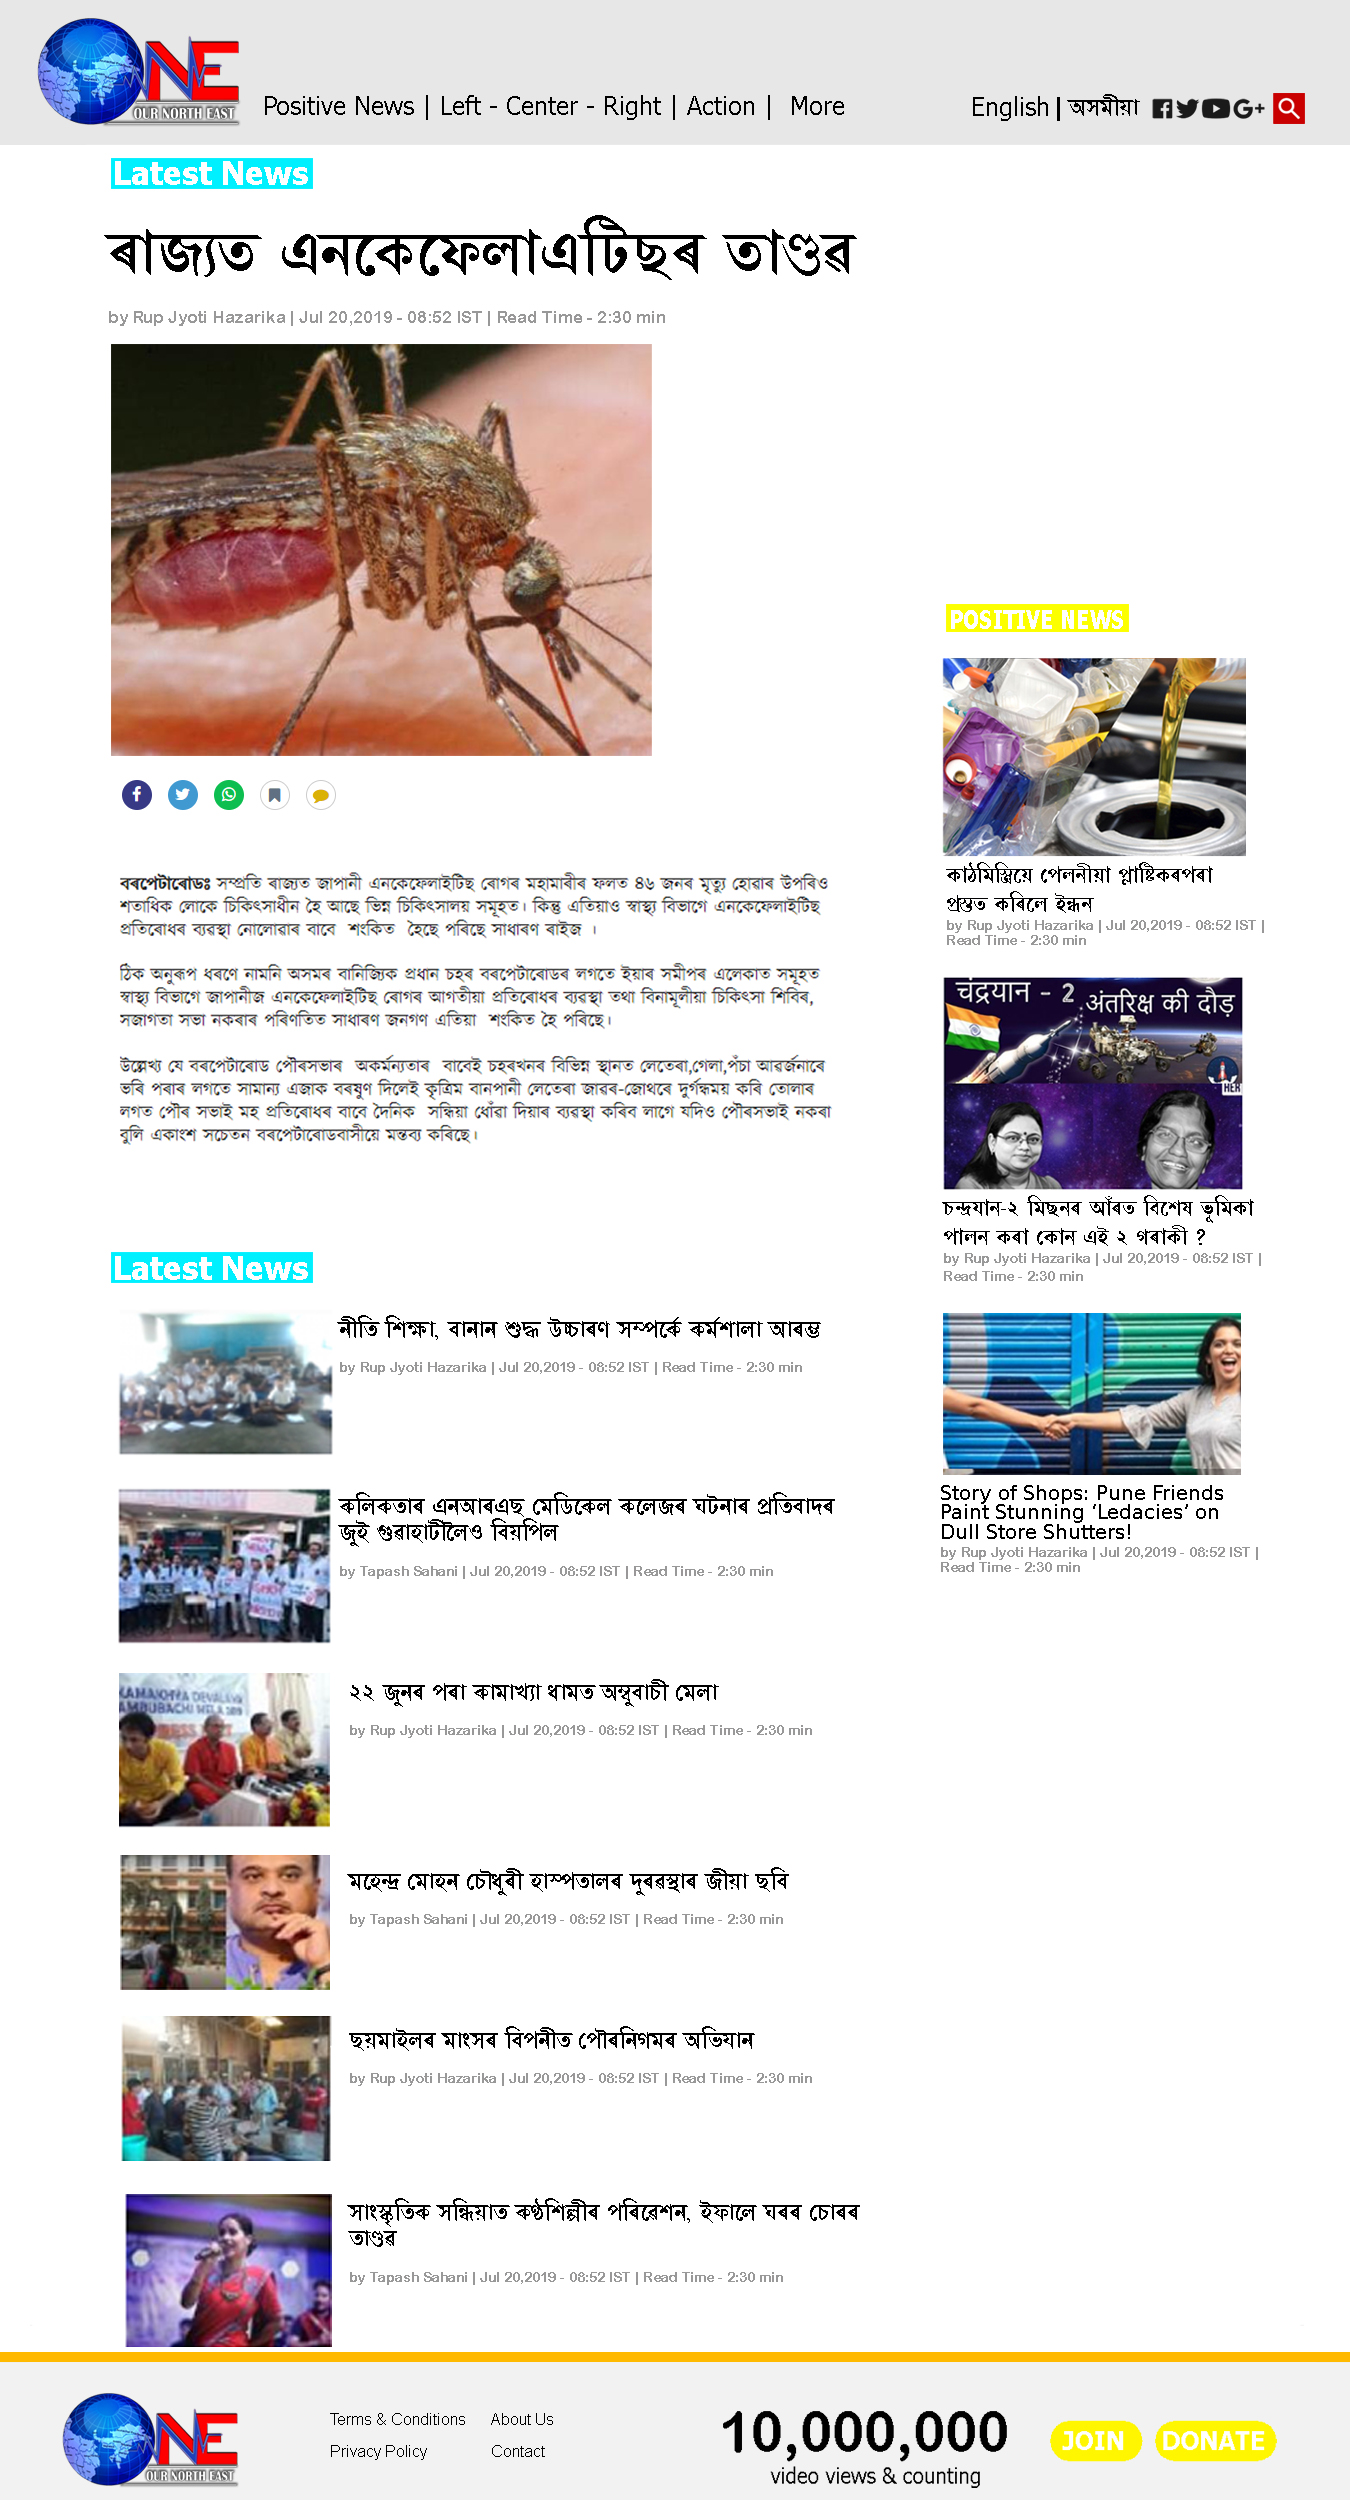 ONE
OUR NORTH EAST
Positive News | Left - Center - Right | Action | More
English | অসমীয়া
Latest News
ৰাজ্যত এনকেফেলাএটিছৰ তাণ্ডৱ
by Rup Jyoti Hazarika | Jul 20,2019 - 08:52 IST | Read Time - 2:30 min
বৰপেটাৰোডঃ সম্প্ৰতি ৰাজ্যত জাপানী এনকেফেলাইটিছ ৰোগৰ মহামাৰীৰ ফলত ৪৬ জনৰ মৃত্যু হোৱাৰ উপৰিও
শতাধিক লোকে চিকিৎসাধীন হৈ আছে ভিন্ন চিকিৎসালয় সমূহত। কিন্তু এতিয়াও স্বাস্থ্য বিভাগে এনকেফেলাইটিছ
প্ৰতিৰোধৰ ব্যৱস্থা নোলোৱাৰ বাবে শংকিত হৈছে পৰিছে সাধাৰণ ৰাইজ ।
ঠিক অনুৰূপ ধৰণে নামনি অসমৰ বানিজ্যিক প্ৰধান চহৰ বৰপেটাৰোডৰ লগতে ইয়াৰ সমীপৰ এলেকাত সমূহত
স্বাস্থ্য বিভাগে জাপানীজ এনকেফেলাইটিছ ৰোগৰ আগতীয়া প্ৰতিৰোধৰ ব্যৱস্থা তথা বিনামূলীয়া চিকিৎসা শিবিৰ,
সজাগতা সভা নকৰাৰ পৰিণতিত সাধাৰণ জনগণ এতিয়া শংকিত হৈ পৰিছে।
উল্লেখ্য যে বৰপেটাৰোড পৌৰসভাৰ অকৰ্মন্যতাৰ বাবেই চহৰখনৰ বিভিন্ন স্থানত লেতেৰা,গেলা,পঁচা আৱৰ্জনাৰে
ভৰি পৰাৰ লগতে সামান্য এজাক বৰষুণ দিলেই কৃত্ৰিম বানপানী লেতেৰা জাৱৰ-জোথৰে দুৰ্গন্ধময় কৰি তোলাৰ
লগত পৌৰ সভাই মহ প্ৰতিৰোধৰ বাবে দৈনিক সন্ধিয়া ধোঁৱা দিয়াৰ ব্যৱস্থা কৰিব লাগে যদিও পৌৰসভাই নকৰা
বুলি একাংশ সচেতন বৰপেটাৰোডবাসীয়ে মন্তব্য কৰিছে।
POSITIVE NEWS
কাঠমিস্ত্ৰিয়ে পেলনীয়া প্লাষ্টিকৰপৰা
প্ৰস্তুত কৰিলে ইন্ধন
by Rup Jyoti Hazarika | Jul 20,2019 - 08:52 IST |
Read Time - 2:30 min
चंद्रयान - 2 अंतरिक्ष की दौड़
চন্দ্ৰযান-২ মিছনৰ আঁৰত বিশেষ ভূমিকা
পালন কৰা কোন এই ২ গৰাকী ?
by Rup Jyoti Hazarika | Jul 20,2019 - 08:52 IST |
Read Time - 2:30 min
Story of Shops: Pune Friends
Paint Stunning ‘Ledacies’ on
Dull Store Shutters!
by Rup Jyoti Hazarika | Jul 20,2019 - 08:52 IST |
Read Time - 2:30 min
Latest News
নীতি শিক্ষা, বানান শুদ্ধ উচ্চাৰণ সম্পৰ্কে কৰ্মশালা আৰম্ভ
by Rup Jyoti Hazarika | Jul 20,2019 - 08:52 IST | Read Time - 2:30 min
কলিকতাৰ এনআৰএছ মেডিকেল কলেজৰ ঘটনাৰ প্ৰতিবাদৰ
জুই গুৱাহাটীলৈও বিয়পিল
by Tapash Sahani | Jul 20,2019 - 08:52 IST | Read Time - 2:30 min
KAMAKHYA DEVALAYA
AMBUBACHI MELA
২২ জুনৰ পৰা কামাখ্যা ধামত অম্বুবাচী মেলা
by Rup Jyoti Hazarika | Jul 20,2019 - 08:52 IST | Read Time - 2:30 min
মহেন্দ্ৰ মোহন চৌধুৰী হাস্পতালৰ দুৰৱস্থাৰ জীয়া ছবি
by Tapash Sahani | Jul 20,2019 - 08:52 IST | Read Time - 2:30 min
ছয়মাইলৰ মাংসৰ বিপনীত পৌৰনিগমৰ অভিযান
by Rup Jyoti Hazarika | Jul 20,2019 - 08:52 IST | Read Time - 2:30 min
সাংস্কৃতিক সন্ধিয়াত কণ্ঠশিল্পীৰ পৰিৱেশন, ইফালে ঘৰৰ চোৰৰ
তাণ্ডৱ
by Tapash Sahani | Jul 20,2019 - 08:52 IST | Read Time - 2:30 min
ONE
OUR NORTH EAST
Terms & Conditions About Us
Privacy Policy Contact
10,000,000
video views & counting
JOIN DONATE